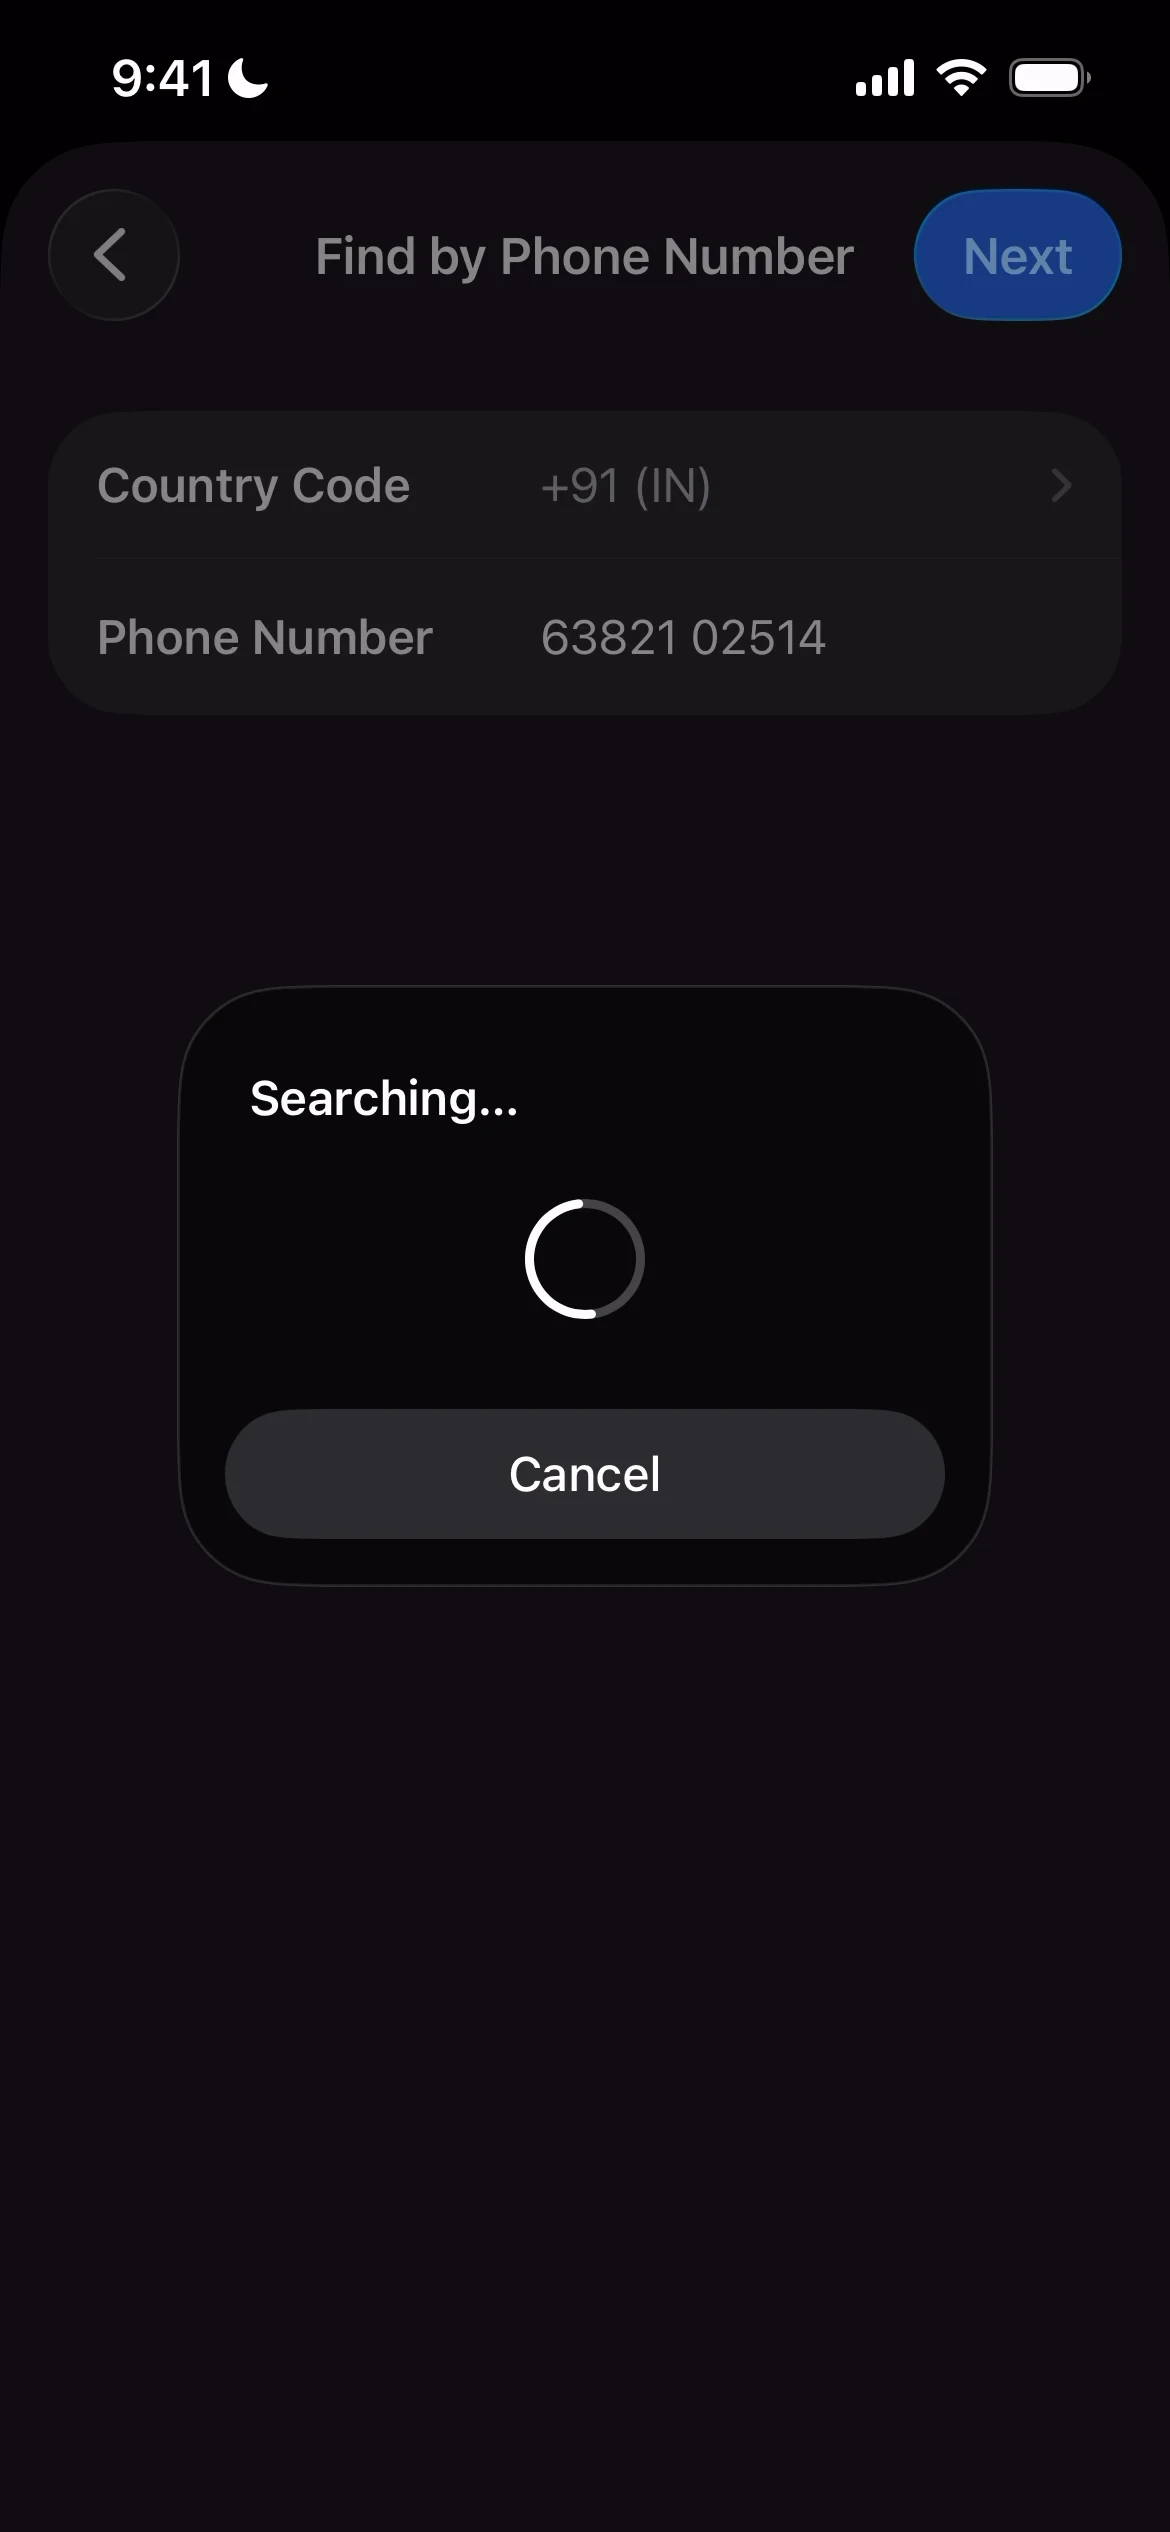 9:41
Find by Phone Number
Next
Country Code +91 (IN)
Phone Number 63821 02514
Searching...
Cancel